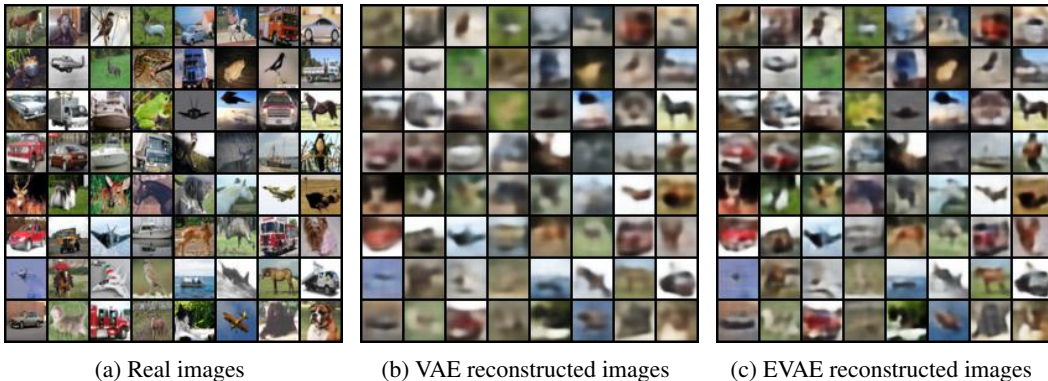 (a) Real images
(b) VAE reconstructed images
(c) EVAE reconstructed images